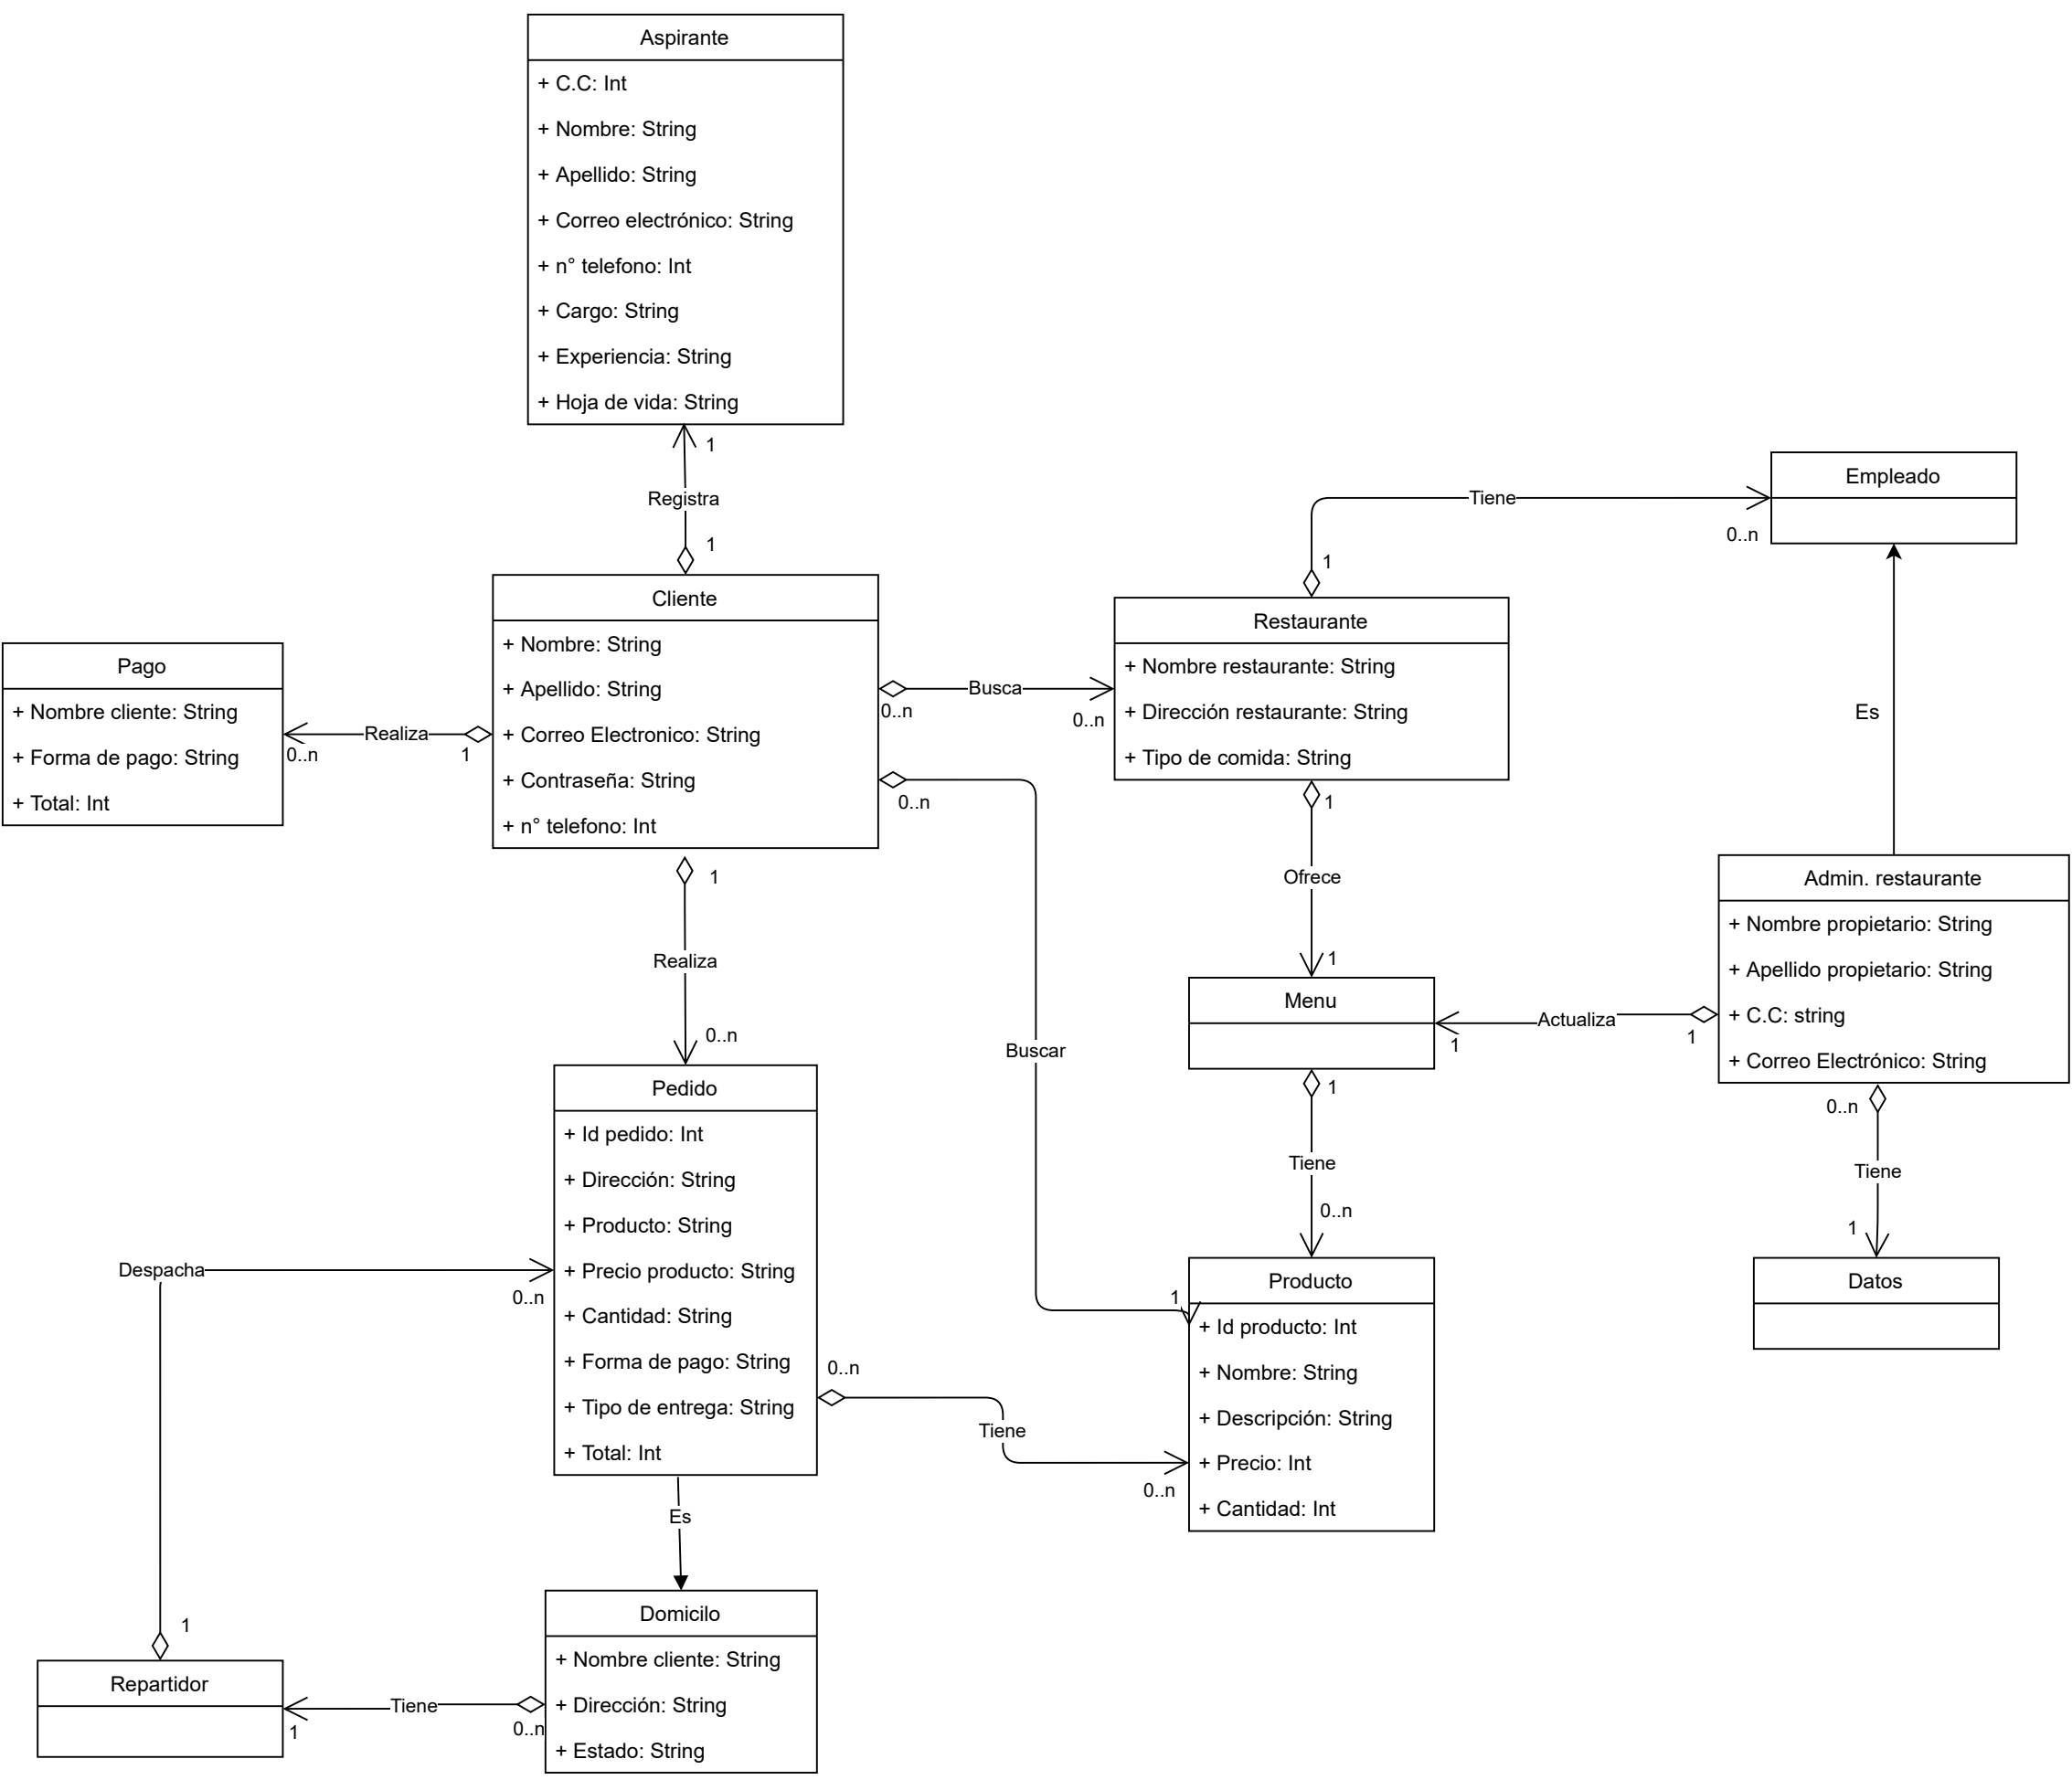 Aspirante
+ C.C: Int
+ Nombre: String
+ Apellido: String
+ Correo electrónico: String
+ n° telefono: Int
+ Cargo: String
+ Experiencia: String
+ Hoja de vida: String
1
Registra
1
Cliente
+ Nombre: String
+ Apellido: String
+ Correo Electronico: String
+ Contraseña: String
+ n° telefono: Int
Pago
+ Nombre cliente: String
+ Forma de pago: String
+ Total: Int
Realiza
0..n
1
Busca
0..n
0..n
Restaurante
+ Nombre restaurante: String
+ Dirección restaurante: String
+ Tipo de comida: String
1
Tiene
0..n
Empleado
Es
Admin. restaurante
+ Nombre propietario: String
+ Apellido propietario: String
+ C.C: string
+ Correo Electrónico: String
1
Ofrece
1
Menu
Actualiza
1
1
0..n
Tiene
1
Datos
1
Tiene
0..n
Producto
+ Id producto: Int
+ Nombre: String
+ Descripción: String
+ Precio: Int
+ Cantidad: Int
0..n
Buscar
1
1
Realiza
0..n
Pedido
+ Id pedido: Int
+ Dirección: String
+ Producto: String
+ Precio producto: String
+ Cantidad: String
+ Forma de pago: String
+ Tipo de entrega: String
+ Total: Int
0..n
Tiene
0..n
Despacha
0..n
1
Es
Domicilo
+ Nombre cliente: String
+ Dirección: String
+ Estado: String
Repartidor
Tiene
1
0..n